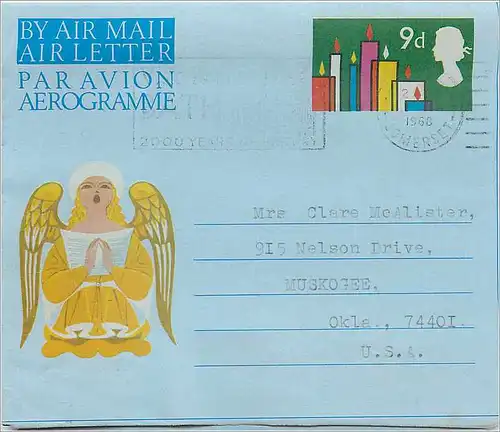 BY AIR MAIL
AIR LETTER
PAR AVION
AEROGRAMME
9d
1968
SOMERSET
2000 YEARS
Mrs Clare McAlister,
915 Nelson Drive,
MUSKOGEE,
Okla., 74401.
U.S.A.